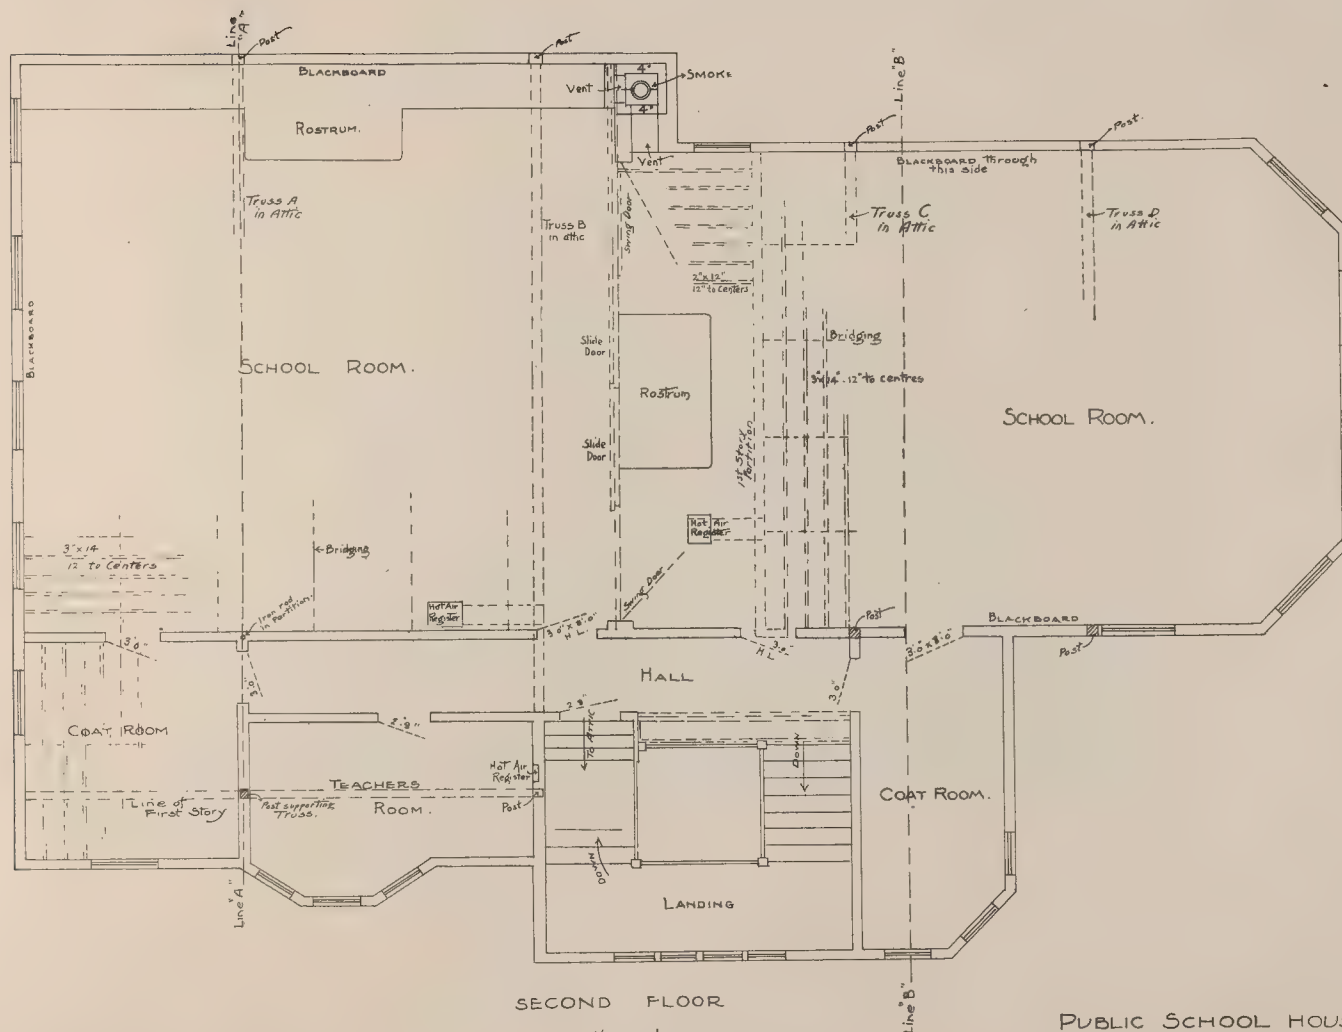 Line "A"
Post
Post
Line "B"
BLACKBOARD
4"
SMOKE
Vent
4"
ROSTRUM.
Vent
Post
Post.
BLACKBOARD through
this side
Truss A
in Attic
Truss B
in attic
Swing Door
Truss C
in Attic
Truss D
in Attic
2"x12"
12" to Centers
BLACKBOARD
Slide
Door
Bridging
SCHOOL ROOM.
3"x14"-12" to centres
Rostrum
SCHOOL ROOM.
Slide
Door
1st Story
Partition
Hot Air
Register
3"x14
12 to Centers
Bridging
Swing Door
Iron rod
in Partition.
Hot Air
Register
3'0" x 8'0"
H.L.
Post
BLACKBOARD
3'0"
3'0"
H.L.
3'0" x 8'0"
Post
3'0"
HALL
3'0"
2'8"
COAT ROOM
2'8"
TO ATTIC
DOWN
Hot Air
Register
TEACHERS
ROOM.
COAT ROOM.
Line of
First Story
Post supporting
Truss.
Post
DOWN
LANDING
Line "A"
SECOND FLOOR
Line "B"
PUBLIC SCHOOL HOU